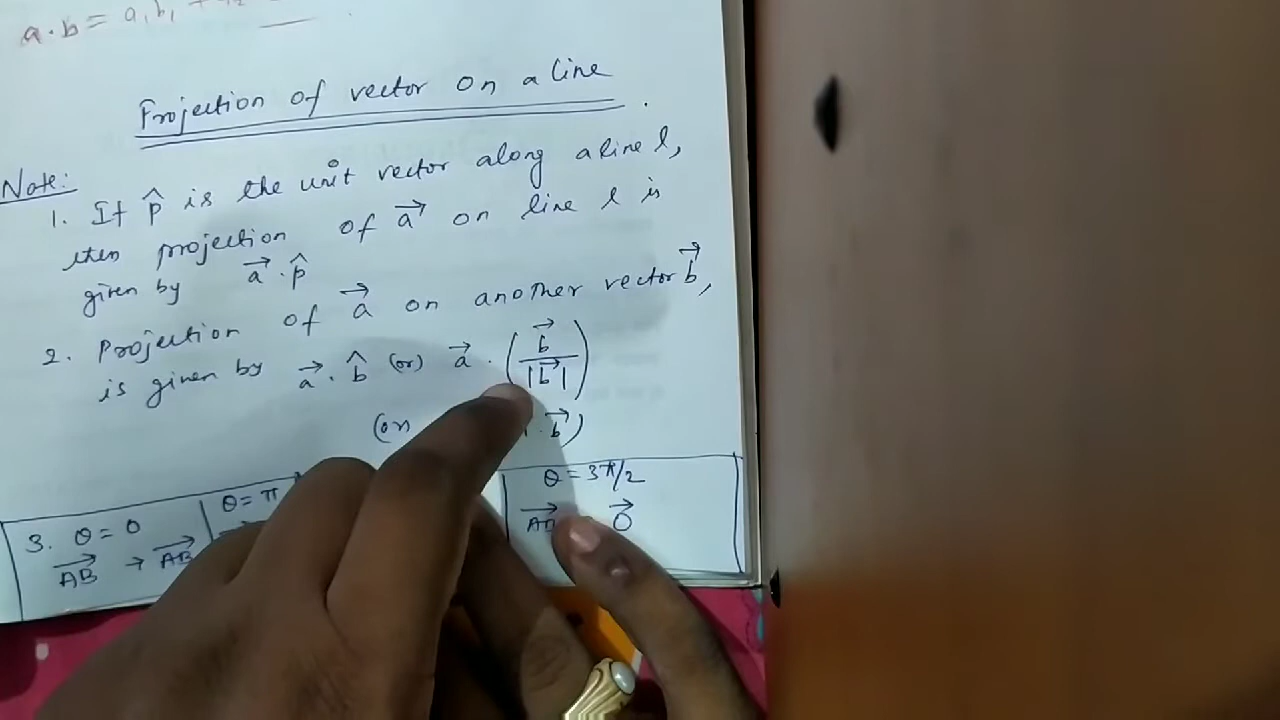 a·b = a₁b₁ +
Projection of vector on a line
Note:
1. If p̂ is the unit vector along a line l,
then projection of a⃗ on line l is
given by a⃗ · p̂
2. Projection of a⃗ on another vector b⃗,
is given by a⃗ · b̂ (or) a⃗ · (b⃗ / |b⃗|)
(or · b⃗)
3. θ = 0 θ = π θ = 3π/2
AB⃗ → AB⃗ 0⃗